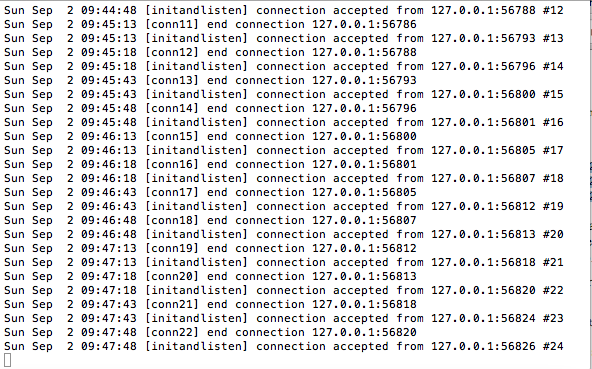 Sun Sep  2 09:44:48 [initandlisten] connection accepted from 127.0.0.1:56788 #12
Sun Sep  2 09:45:13 [conn11] end connection 127.0.0.1:56786
Sun Sep  2 09:45:13 [initandlisten] connection accepted from 127.0.0.1:56793 #13
Sun Sep  2 09:45:18 [conn12] end connection 127.0.0.1:56788
Sun Sep  2 09:45:18 [initandlisten] connection accepted from 127.0.0.1:56796 #14
Sun Sep  2 09:45:43 [conn13] end connection 127.0.0.1:56793
Sun Sep  2 09:45:43 [initandlisten] connection accepted from 127.0.0.1:56800 #15
Sun Sep  2 09:45:48 [conn14] end connection 127.0.0.1:56796
Sun Sep  2 09:45:48 [initandlisten] connection accepted from 127.0.0.1:56801 #16
Sun Sep  2 09:46:13 [conn15] end connection 127.0.0.1:56800
Sun Sep  2 09:46:13 [initandlisten] connection accepted from 127.0.0.1:56805 #17
Sun Sep  2 09:46:18 [conn16] end connection 127.0.0.1:56801
Sun Sep  2 09:46:18 [initandlisten] connection accepted from 127.0.0.1:56807 #18
Sun Sep  2 09:46:43 [conn17] end connection 127.0.0.1:56805
Sun Sep  2 09:46:43 [initandlisten] connection accepted from 127.0.0.1:56812 #19
Sun Sep  2 09:46:48 [conn18] end connection 127.0.0.1:56807
Sun Sep  2 09:46:48 [initandlisten] connection accepted from 127.0.0.1:56813 #20
Sun Sep  2 09:47:13 [conn19] end connection 127.0.0.1:56812
Sun Sep  2 09:47:13 [initandlisten] connection accepted from 127.0.0.1:56818 #21
Sun Sep  2 09:47:18 [conn20] end connection 127.0.0.1:56813
Sun Sep  2 09:47:18 [initandlisten] connection accepted from 127.0.0.1:56820 #22
Sun Sep  2 09:47:43 [conn21] end connection 127.0.0.1:56818
Sun Sep  2 09:47:43 [initandlisten] connection accepted from 127.0.0.1:56824 #23
Sun Sep  2 09:47:48 [conn22] end connection 127.0.0.1:56820
Sun Sep  2 09:47:48 [initandlisten] connection accepted from 127.0.0.1:56826 #24